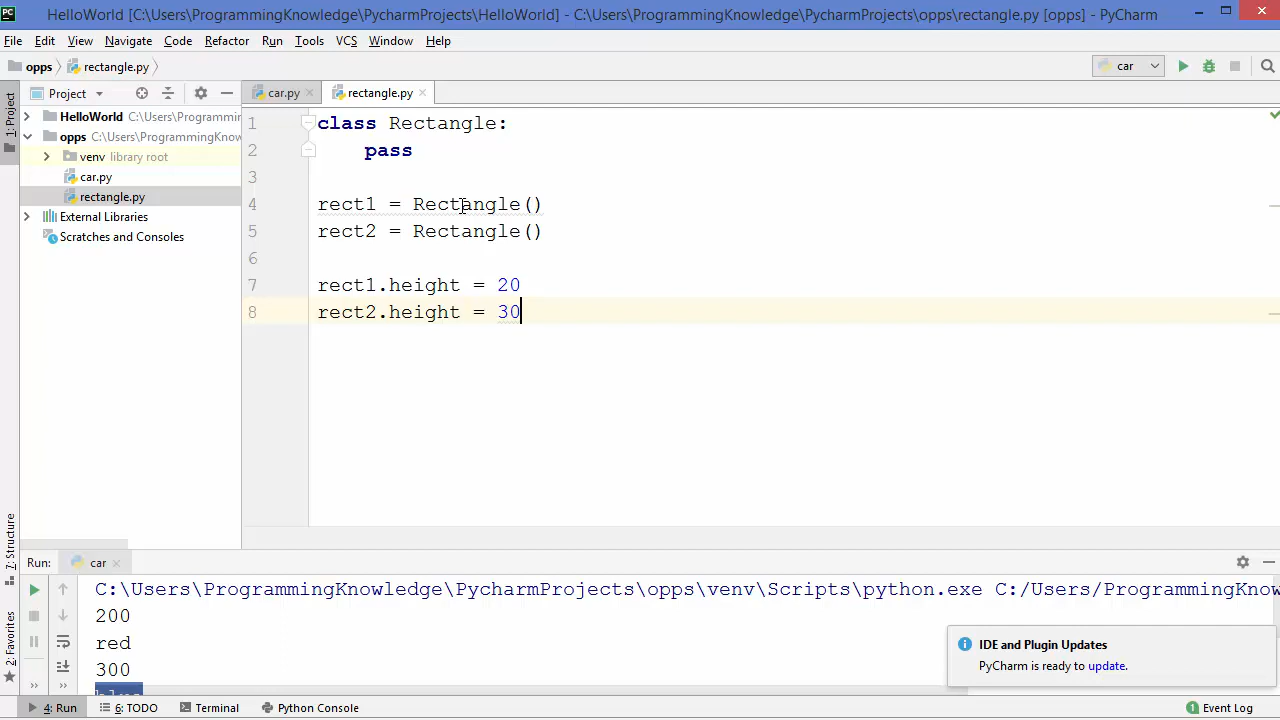 PC HelloWorld [C:\Users\ProgrammingKnowledge\PycharmProjects\HelloWorld] - C:\Users\ProgrammingKnowledge\PycharmProjects\opps\rectangle.py [opps] - PyCharm
File Edit View Navigate Code Refactor Run Tools VCS Window Help
opps rectangle.py car
1: Project
Project
car.py rectangle.py
HelloWorld C:\Users\Programmin
opps C:\Users\ProgrammingKnow
venv library root
car.py
rectangle.py
External Libraries
Scratches and Consoles
1 class Rectangle:
2 pass
3
4 rect1 = Rectangle()
5 rect2 = Rectangle()
6
7 rect1.height = 20
8 rect2.height = 30
7: Structure
2: Favorites
Run: car
C:\Users\ProgrammingKnowledge\PycharmProjects\opps\venv\Scripts\python.exe C:/Users/ProgrammingKnow
200
red
300
IDE and Plugin Updates
PyCharm is ready to update.
4: Run 6: TODO Terminal Python Console Event Log